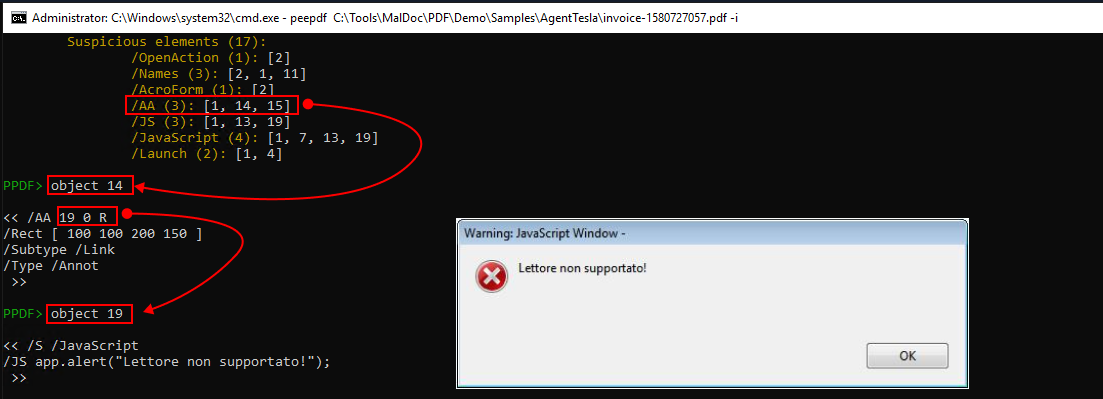 Administrator: C:\Windows\system32\cmd.exe - peepdf  C:\Tools\MalDoc\PDF\Demo\Samples\AgentTesla\invoice-1580727057.pdf -i
Suspicious elements (17):
/OpenAction (1): [2]
/Names (3): [2, 1, 11]
/AcroForm (1): [2]
/AA (3): [1, 14, 15]
/JS (3): [1, 13, 19]
/JavaScript (4): [1, 7, 13, 19]
/Launch (2): [1, 4]
PPDF> object 14
<< /AA 19 0 R
/Rect [ 100 100 200 150 ]
/Subtype /Link
/Type /Annot
>>
PPDF> object 19
<< /S /JavaScript
/JS app.alert("Lettore non supportato!");
>>
Warning: JavaScript Window -
Lettore non supportato!
OK